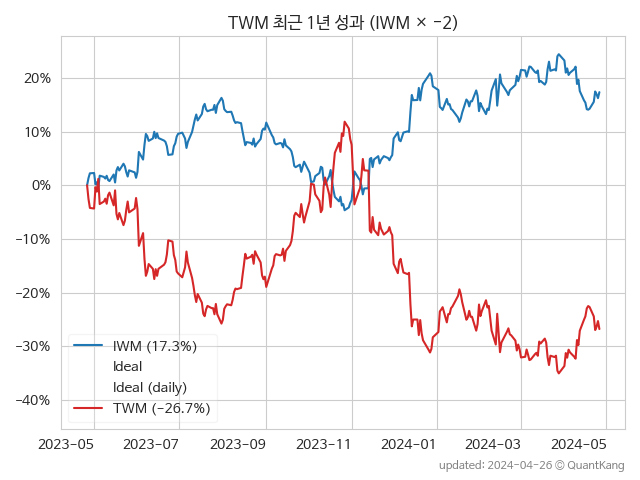 TWM 최근 1년 성과 (IWM × −2)
20%
10%
0%
−10%
−20%
−30%
−40%
IWM (17.3%)
Ideal
Ideal (daily)
TWM (−26.7%)
2023-05
2023-07
2023-09
2023-11
2024-01
2024-03
2024-05
updated: 2024-04-26 © QuantKang